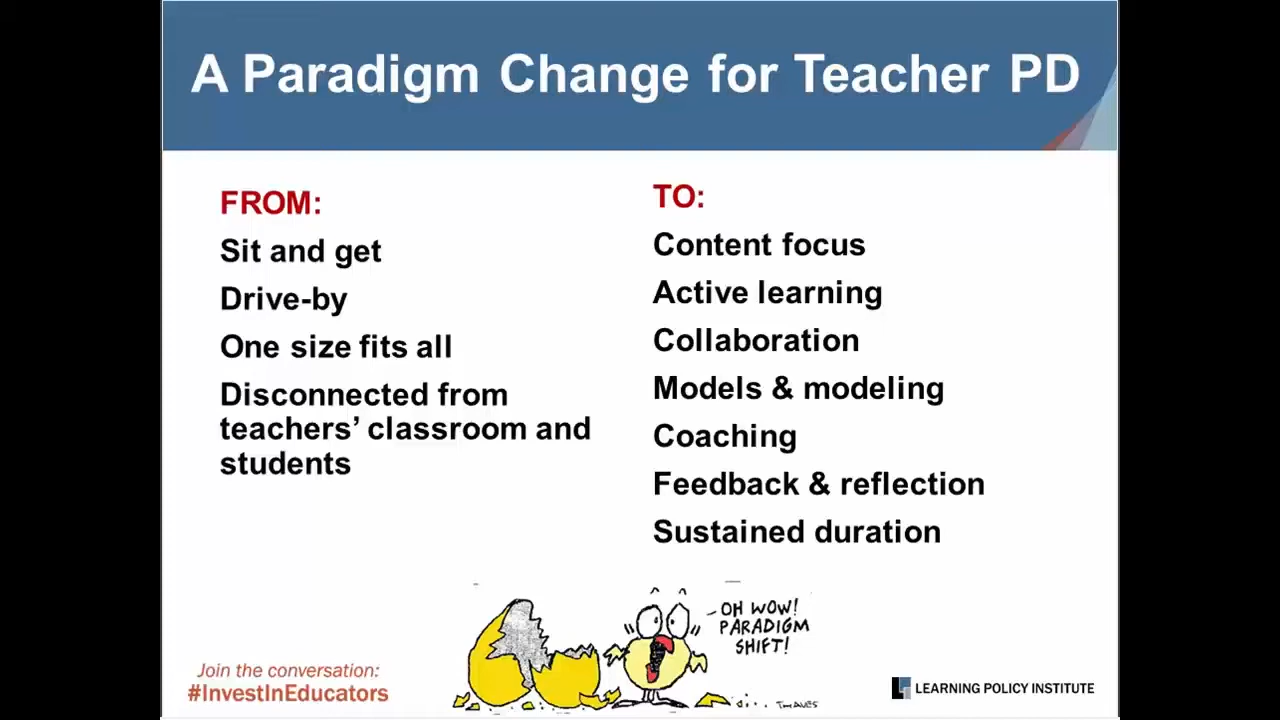 A Paradigm Change for Teacher PD
FROM:
Sit and get
Drive-by
One size fits all
Disconnected from
teachers’ classroom and
students
TO:
Content focus
Active learning
Collaboration
Models & modeling
Coaching
Feedback & reflection
Sustained duration
OH WOW!
PARADIGM
SHIFT!
THAVES
Join the conversation:
#InvestInEducators
LEARNING POLICY INSTITUTE